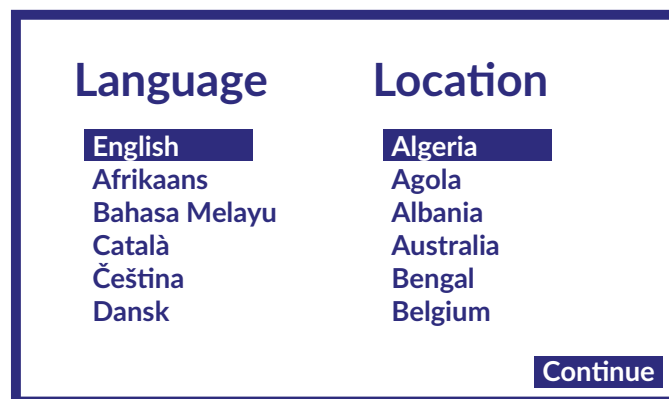 Language
English
Afrikaans
Bahasa Melayu
Català
Čeština
Dansk
Location
Algeria
Agola
Albania
Australia
Bengal
Belgium
Continue